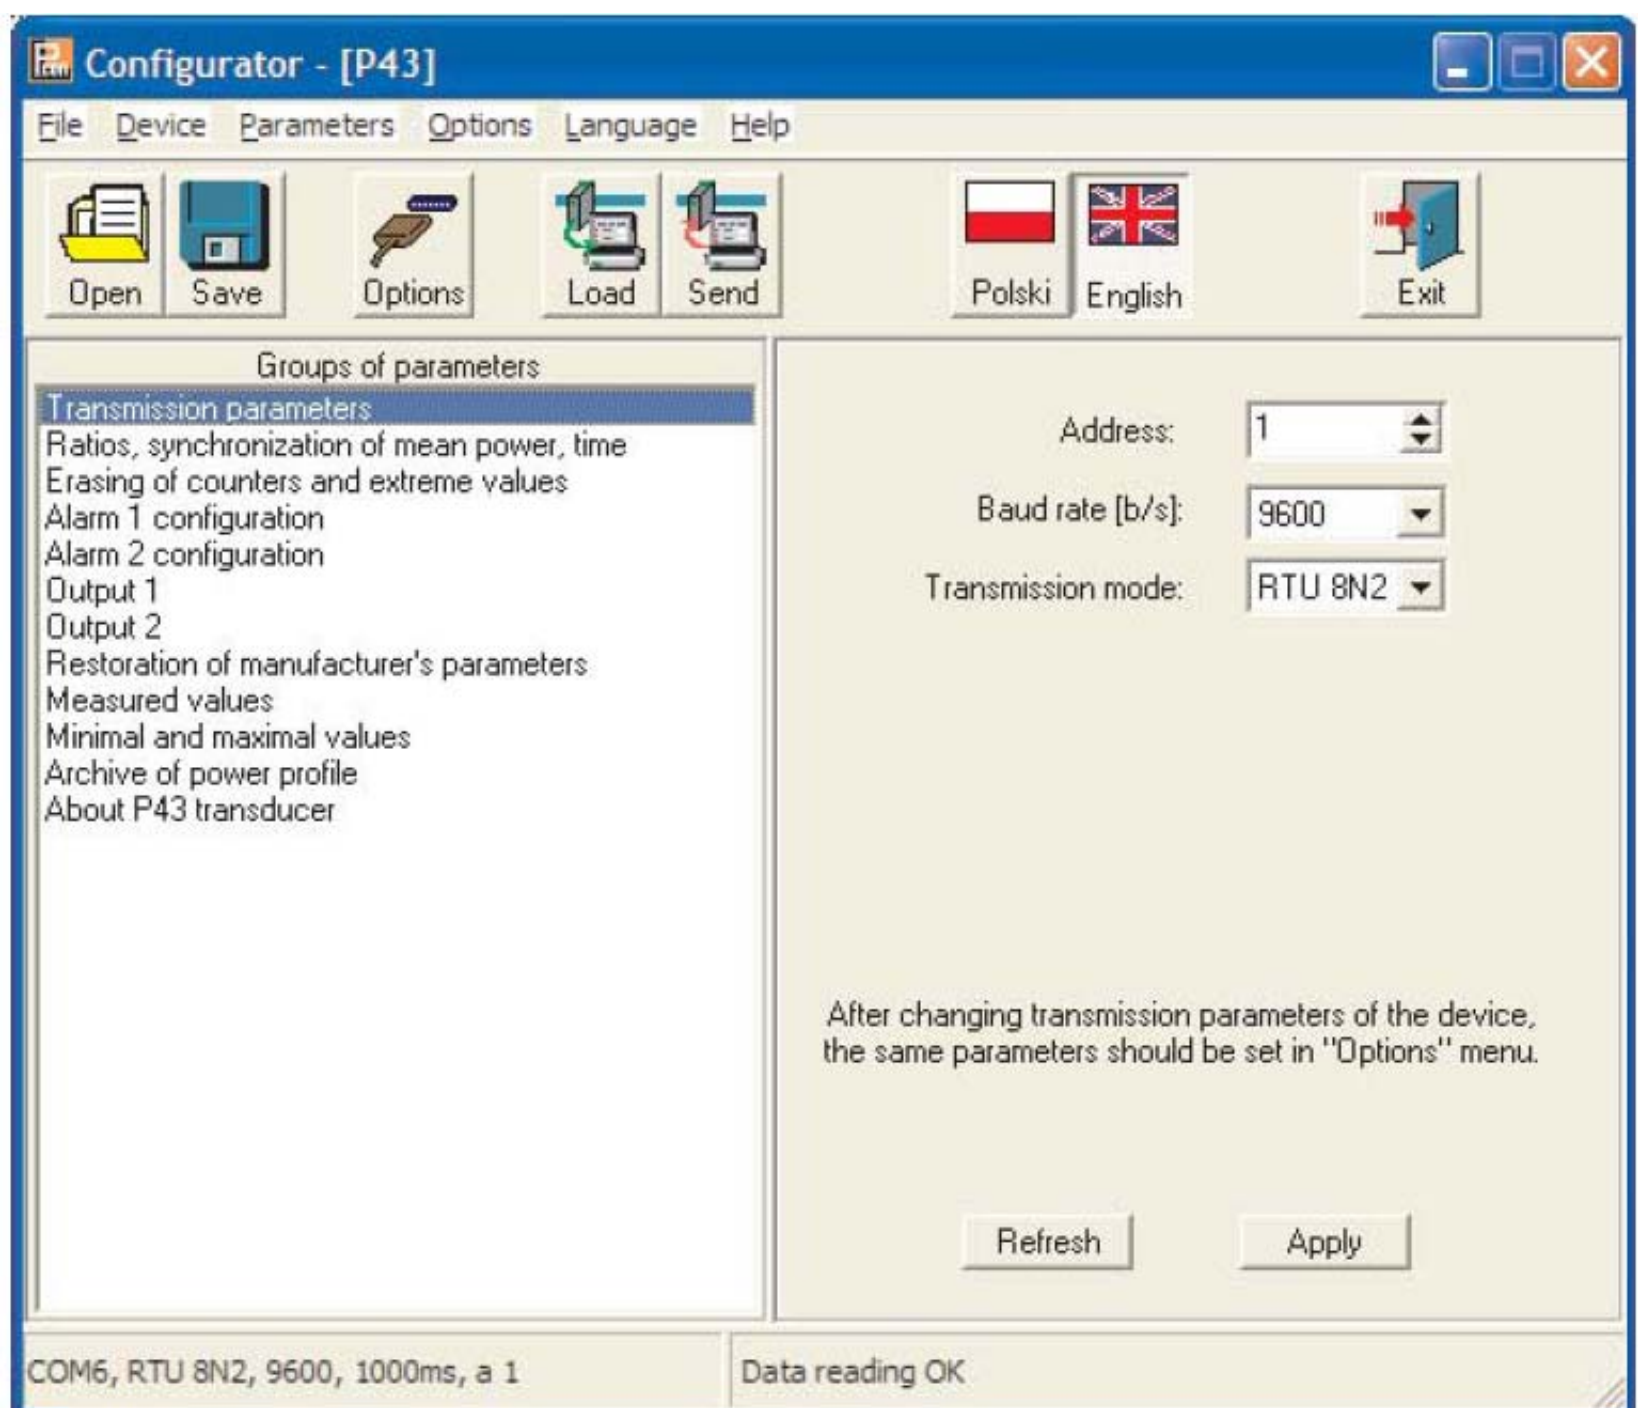 Configurator - [P43]
File Device Parameters Options Language Help
Open Save Options Load Send Polski English Exit
Groups of parameters
Transmission parameters
Ratios, synchronization of mean power, time
Erasing of counters and extreme values
Alarm 1 configuration
Alarm 2 configuration
Output 1
Output 2
Restoration of manufacturer's parameters
Measured values
Minimal and maximal values
Archive of power profile
About P43 transducer
Address: 1
Baud rate [b/s]: 9600
Transmission mode: RTU 8N2
After changing transmission parameters of the device,
the same parameters should be set in "Options" menu.
Refresh Apply
COM6, RTU 8N2, 9600, 1000ms, a 1 Data reading OK